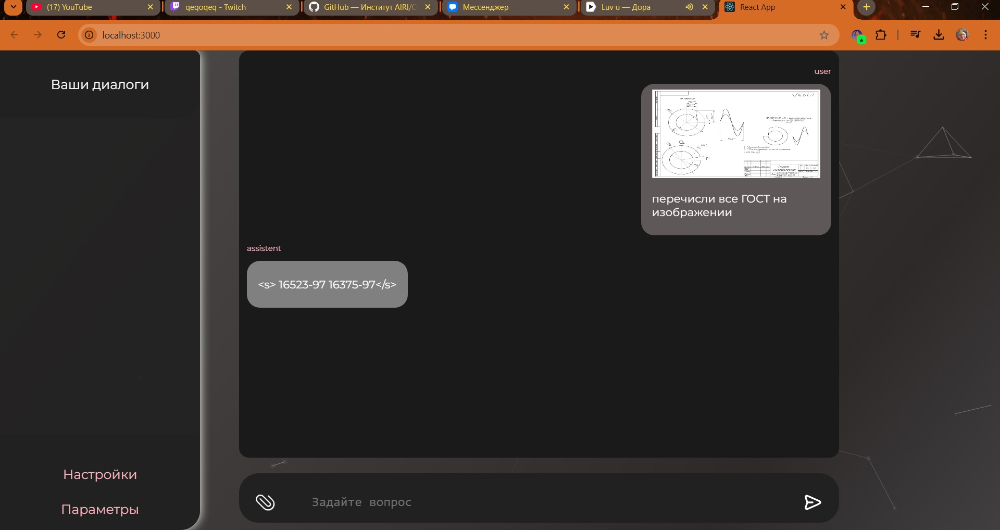 (17) YouTube
qeqoqeq - Twitch
GitHub — Институт AIRI/
Мессенджер
Luv u — Дора
React App
localhost:3000
Ваши диалоги
user
перечисли все ГОСТ на
изображении
assistent
<s> 16523-97 16375-97</s>
Настройки
Задайте вопрос
Параметры